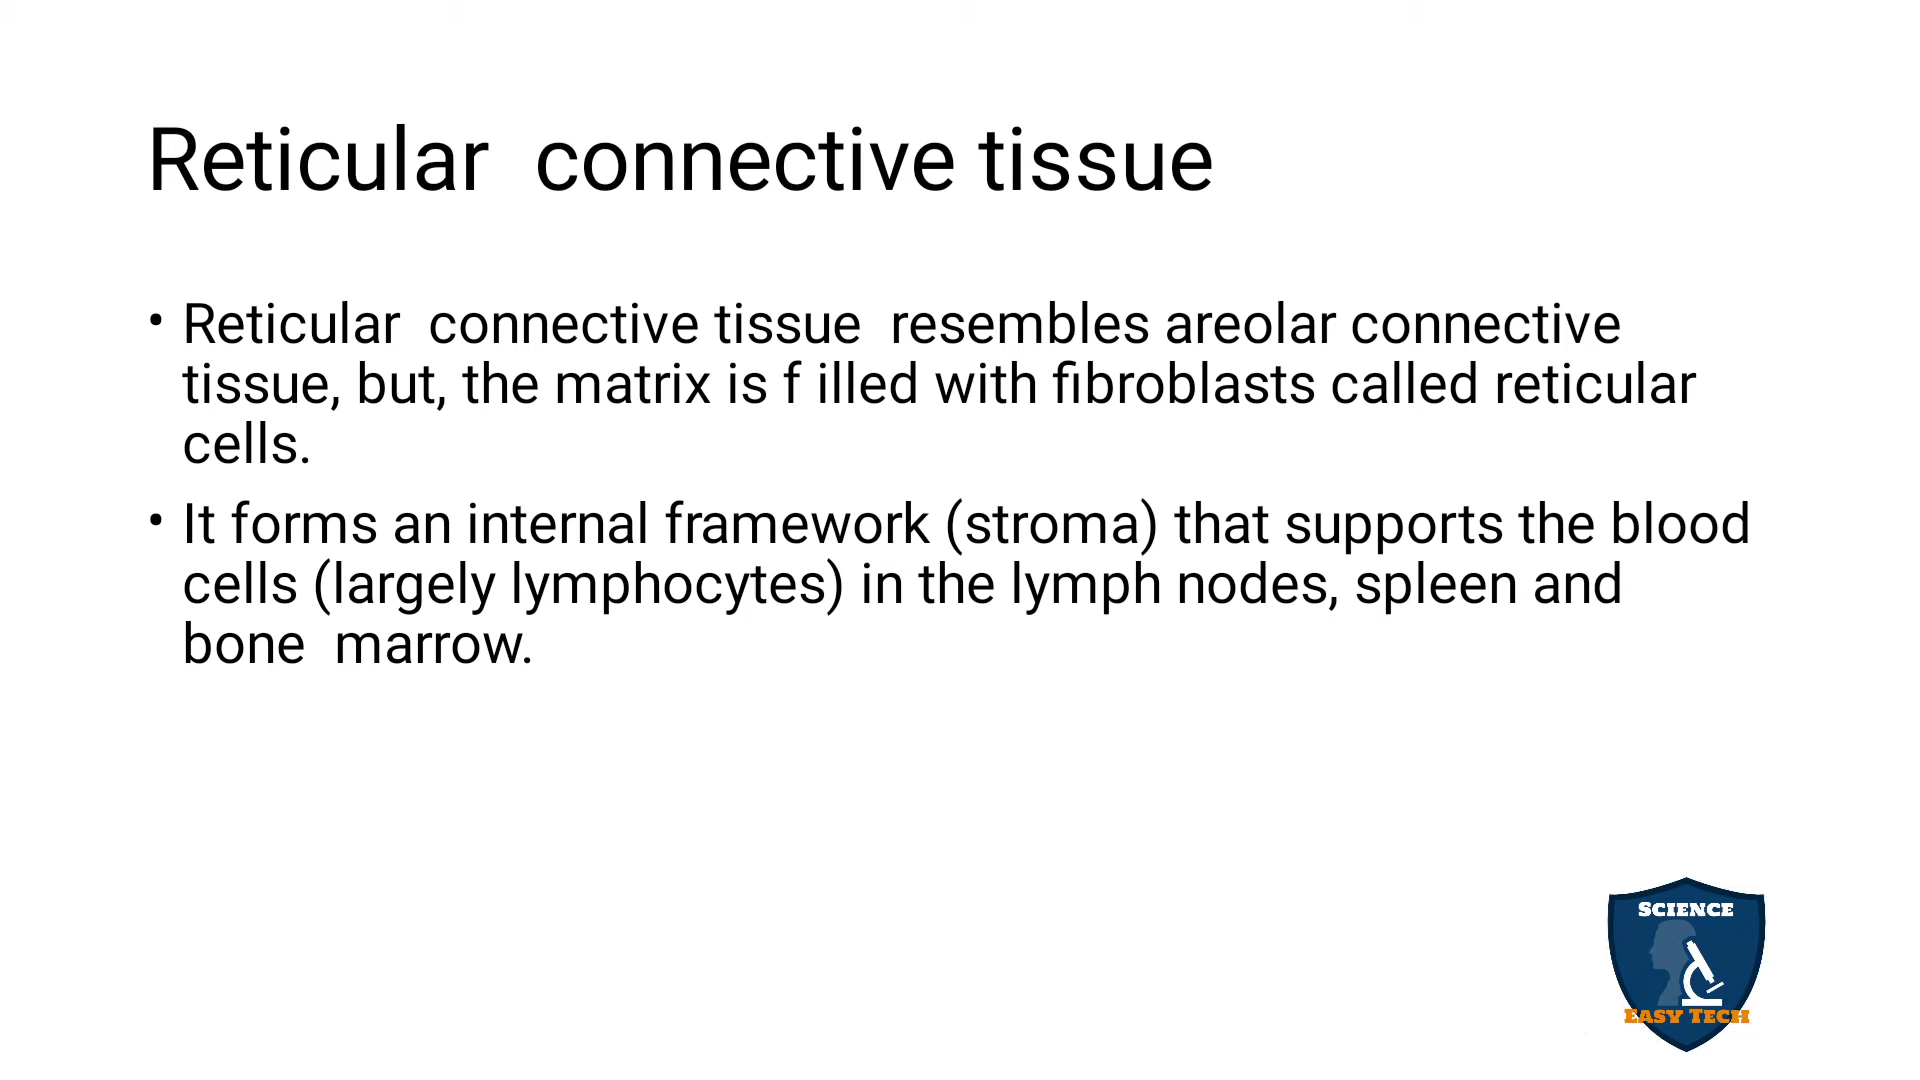 Reticular  connective tissue
• Reticular  connective tissue  resembles areolar connective
tissue, but, the matrix is f illed with fibroblasts called reticular
cells.
• It forms an internal framework (stroma) that supports the blood
cells (largely lymphocytes) in the lymph nodes, spleen and
bone  marrow.
SCIENCE
EASY TECH